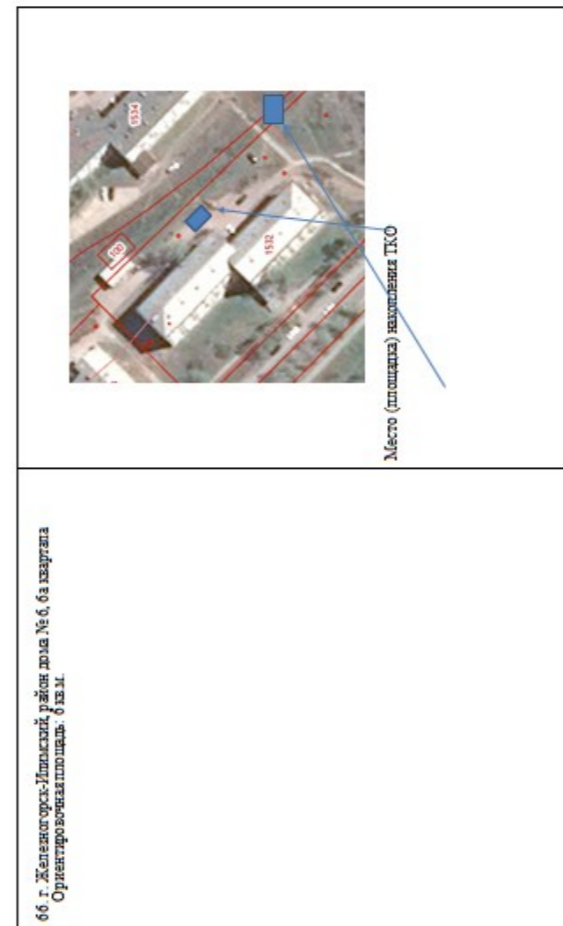 66. г. Железногорск-Илимский, район дома № 6, 6а квартала
Ориентировочная площадь: 6 кв.м.
1534
100
1532
Место (площадка) накопления ТКО